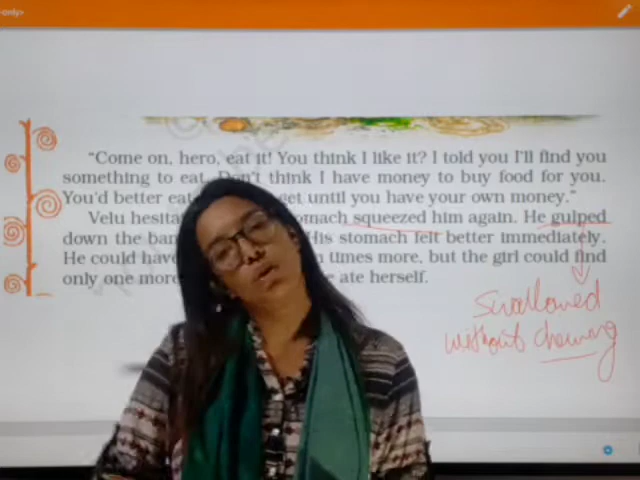 only>
"Come on, hero, eat it! You think I like it? I told you I'll find you
something to eat. Don't think I have money to buy food for you.
You'd better eat get until you have your own money."
Velu hesita omach squeezed him again. He gulped
down the ban His stomach felt better immediately.
He could have n times more, but the girl could find
only one more e ate herself.
swallowed
without chewing